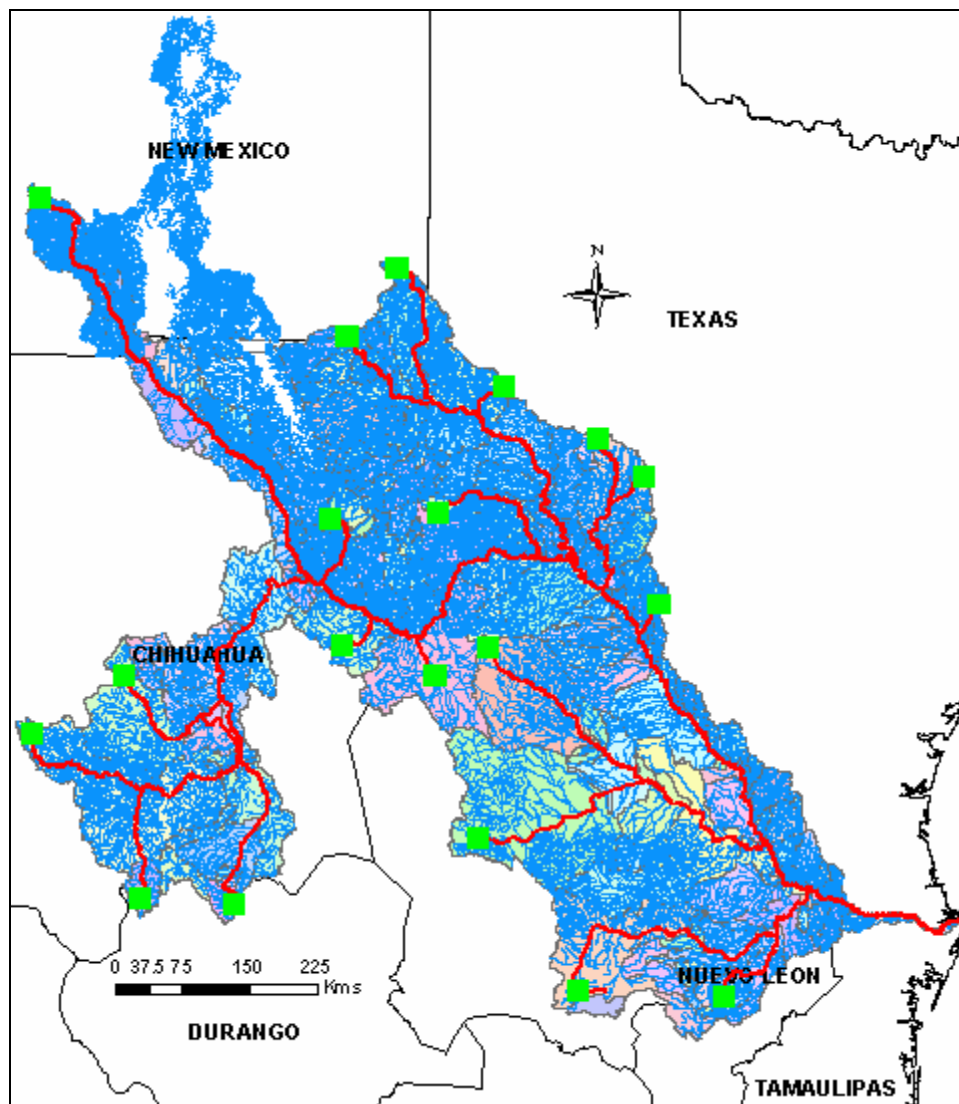 NEW MEXICO
N
TEXAS
CHIHUAHUA
0 37.5 75 150 225
Kms
NUEVO LEON
DURANGO
TAMAULIPAS